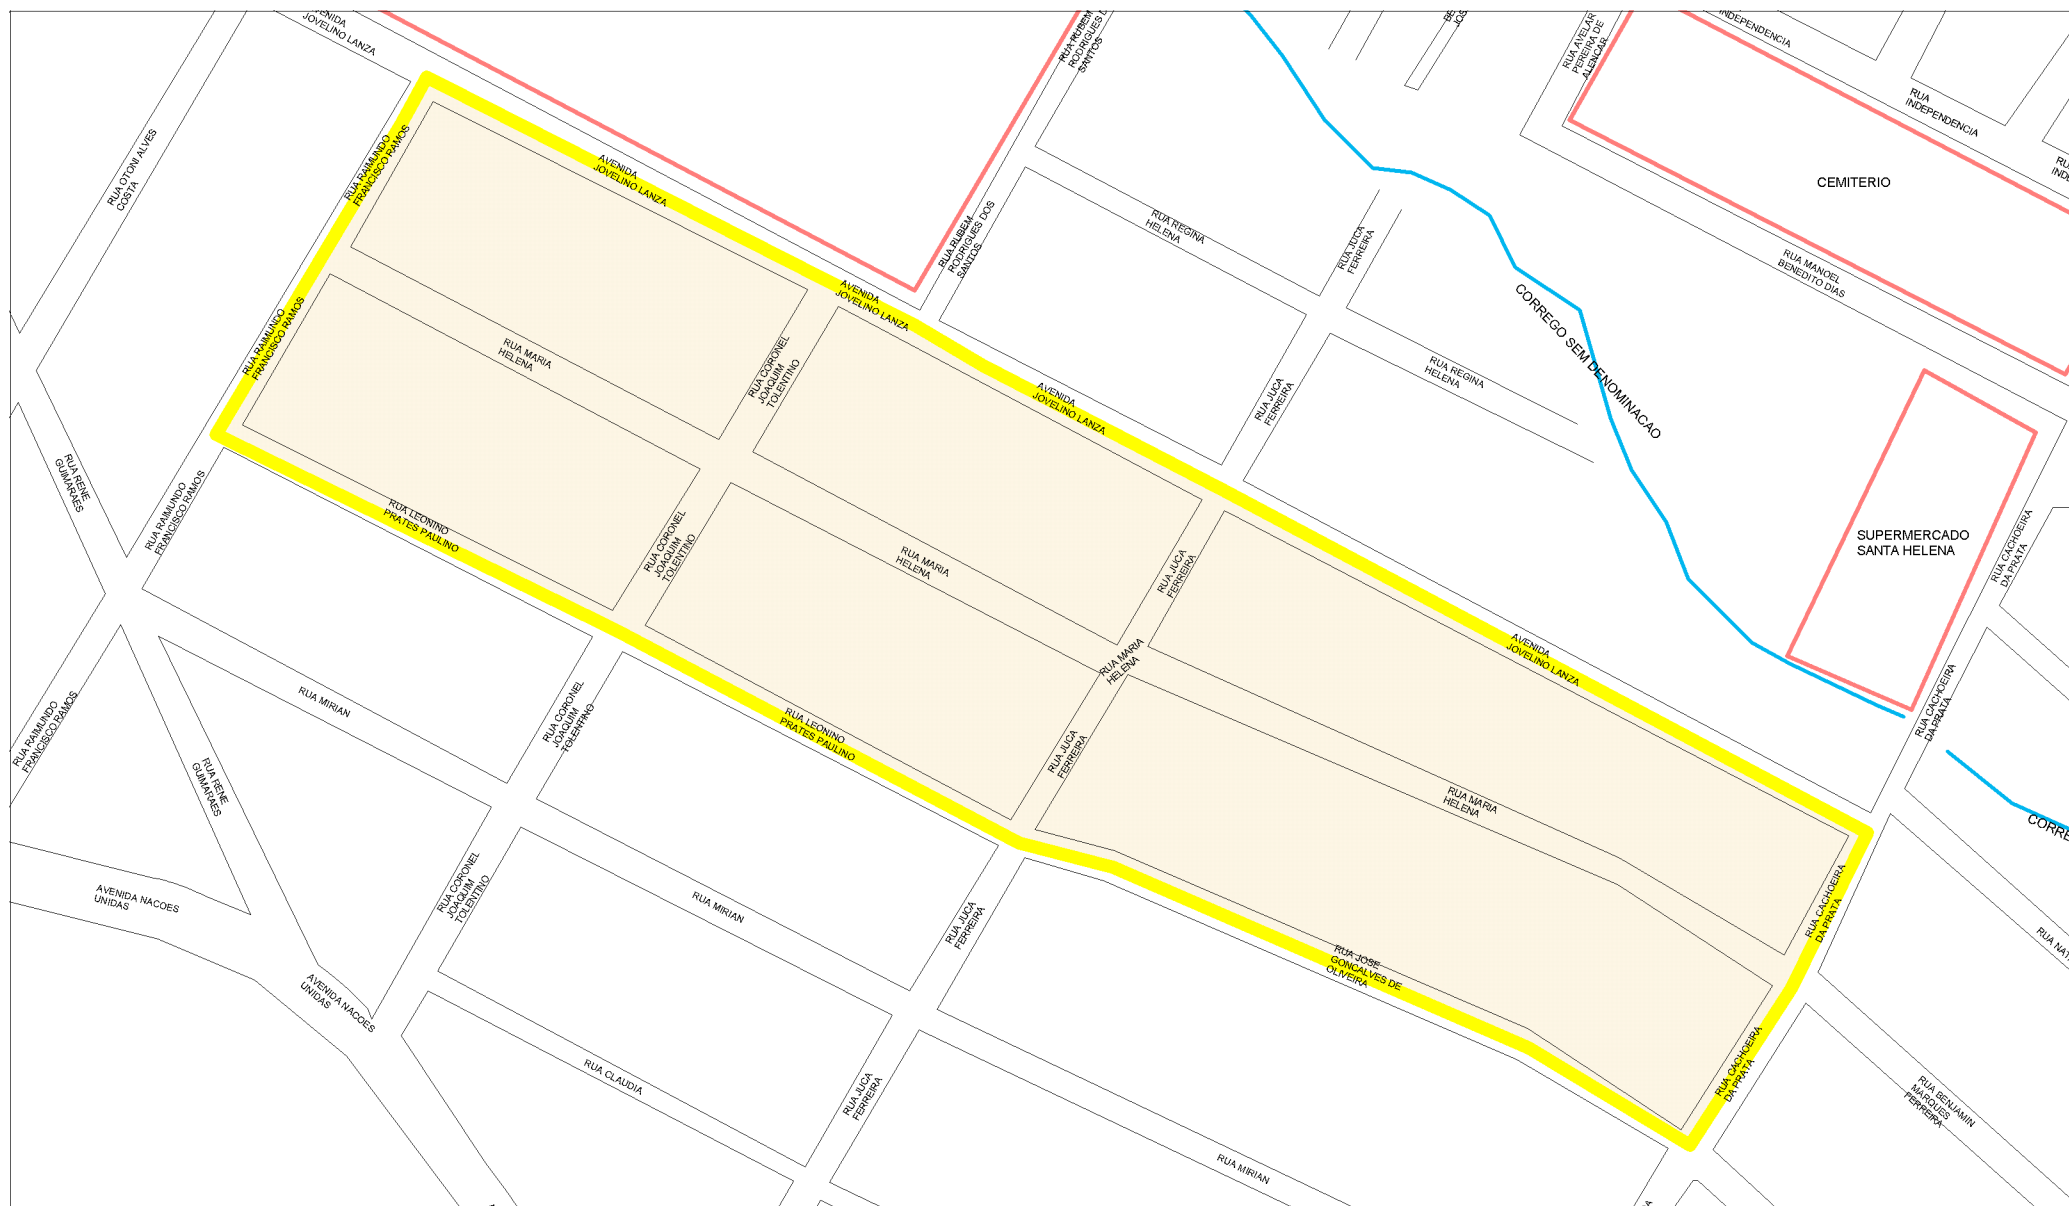 AVENIDA
JOVELINO LANZA
RUA RUBEM
RODRIGUES D
SANTOS
RUA AVELAR
PEREIRA DE
ALENCAR
INDEPENDENCIA
RUA
INDEPENDENCIA
RUA OTONI ALVES
COSTA
RUA RAIMUNDO
FRANCISCO RAMOS
AVENIDA
JOVELINO LANZA
CEMITERIO
RUA REGINA
HELENA
RUA RUBEM
RODRIGUES DOS
SANTOS
RUA JUCA
FERREIRA
RUA MANOEL
BENEDITO DIAS
AVENIDA
JOVELINO LANZA
RUA RAIMUNDO
FRANCISCO RAMOS
RUA MARIA
HELENA
RUA CORONEL
JOAQUIM
TOLENTINO
CORREGO SEM DENOMINACAO
RUA REGINA
HELENA
RUA JUCA
FERREIRA
AVENIDA
JOVELINO LANZA
RUA RENE
GUIMARAES
RUA RAIMUNDO
FRANCISCO RAMOS
RUA LEONINO
PRATES PAULINO
RUA CORONEL
JOAQUIM
TOLENTINO
RUA MARIA
HELENA
RUA JUCA
FERREIRA
SUPERMERCADO
SANTA HELENA
RUA CACHOEIRA
DA PRATA
RUA MARIA
HELENA
AVENIDA
JOVELINO LANZA
RUA CACHOEIRA
DA PRATA
RUA RAIMUNDO
FRANCISCO RAMOS
RUA MIRIAN
RUA CORONEL
JOAQUIM
TOLENTINO
RUA LEONINO
PRATES PAULINO
RUA JUCA
FERREIRA
RUA RENE
GUIMARAES
RUA MARIA
HELENA
CORRE
AVENIDA NACOES
UNIDAS
RUA CORONEL
JOAQUIM
TOLENTINO
RUA MIRIAN
RUA JUCA
FERREIRA
RUA CACHOEIRA
DA PRATA
RUA JOSE
GONCALVES DE
OLIVEIRA
RUA NAT
AVENIDA NACOES
UNIDAS
RUA CLAUDIA
RUA JUCA
FERREIRA
RUA CACHOEIRA
DA PRATA
RUA BENJAMIN
MARQUES
FERREIRA
RUA MIRIAN